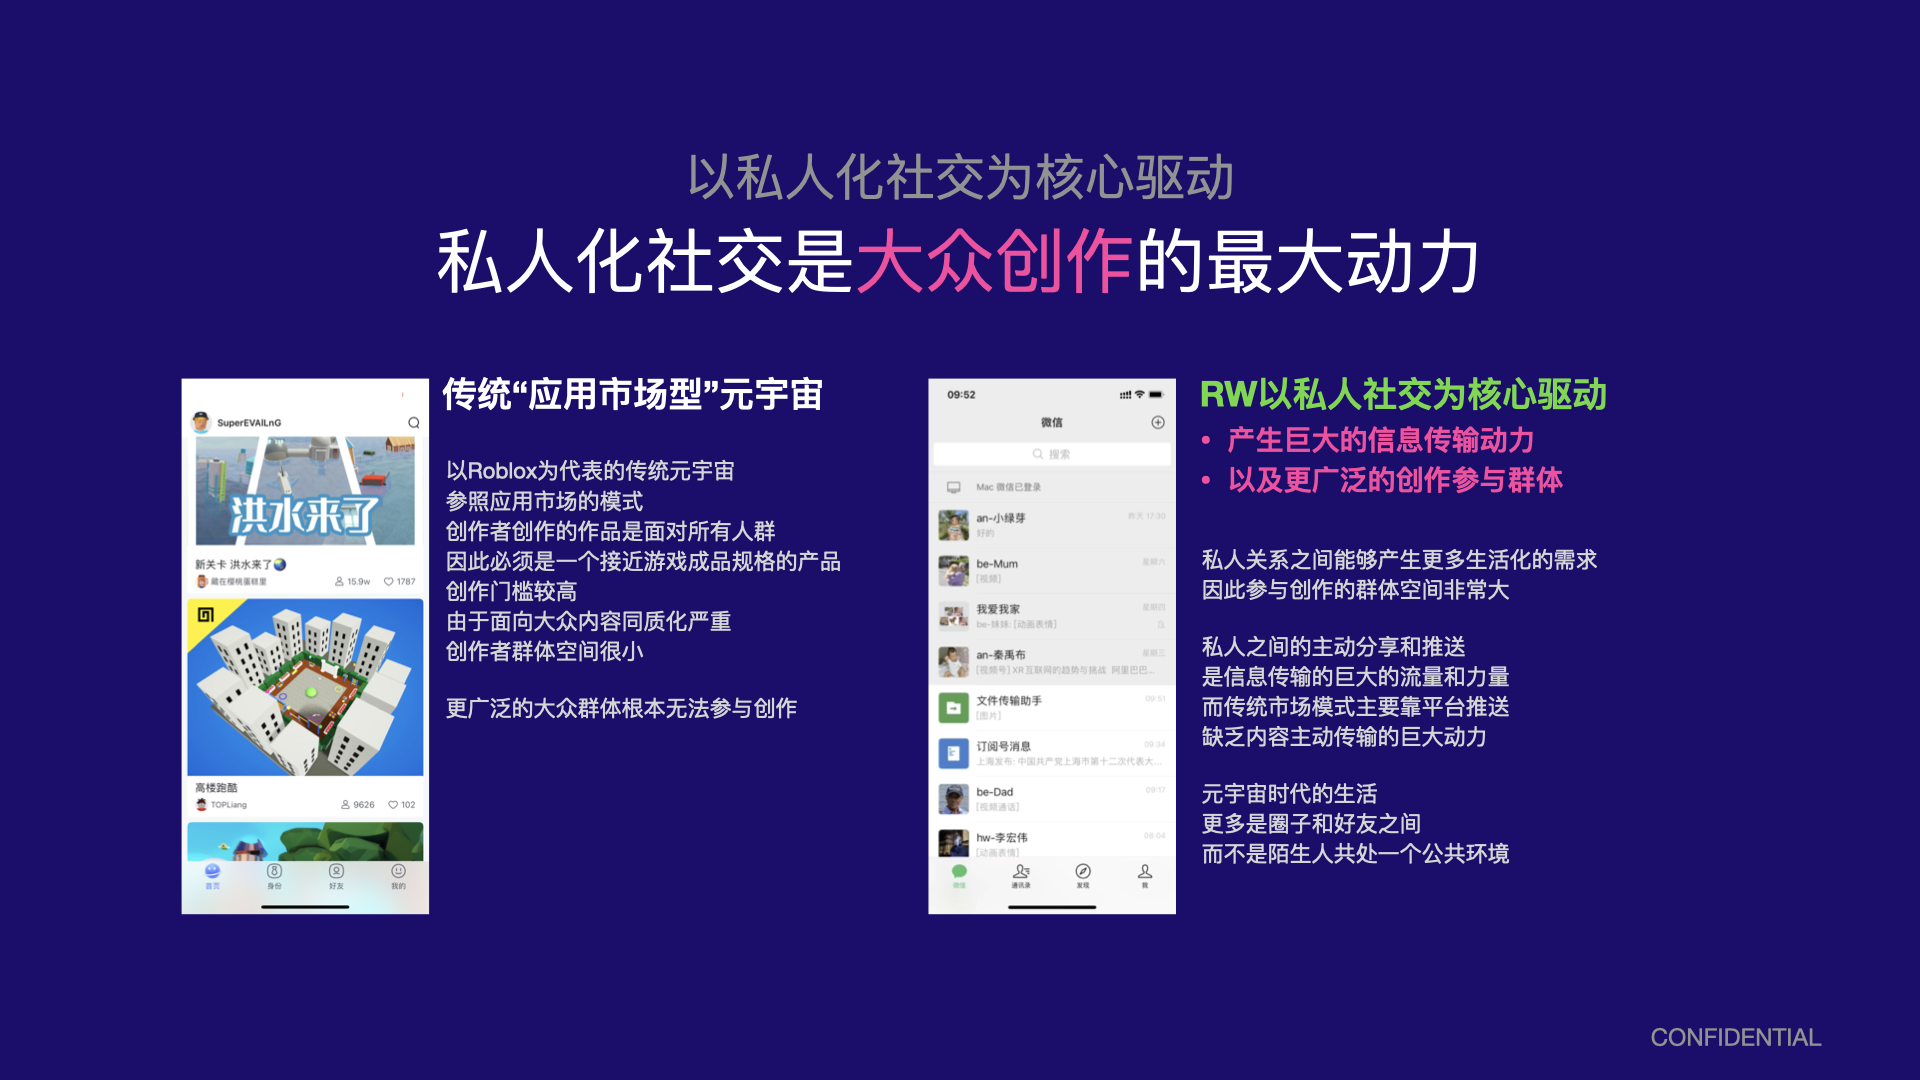 以私人化社交为核心驱动
私人化社交是大众创作的最大动力
SuperEVAILnG
洪水来了
新关卡 洪水来了
藏在樱桃蛋糕里
15.9w
1787
高楼跑酷
TOPLiang
9626
102
首页
身份
好友
我的
传统“应用市场型”元宇宙
以Roblox为代表的传统元宇宙
参照应用市场的模式
创作者创作的作品是面对所有人群
因此必须是一个接近游戏成品规格的产品
创作门槛较高
由于面向大众内容同质化严重
创作者群体空间很小
更广泛的大众群体根本无法参与创作
09:52
微信
搜索
Mac 微信已登录
an-小绿芽
昨天 17:30
好的
be-Mum
星期六
[视频]
我爱我家
星期四
be-妹妹: [动画表情]
an-秦禹布
星期三
[视频号] XR互联网的趋势与挑战 阿里巴巴...
文件传输助手
09:51
[图片]
订阅号消息
09:34
上海发布: 中国共产党上海市第十二次代表大...
be-Dad
09:17
[视频通话]
hw-李宏伟
08:04
[动画表情]
微信
通讯录
发现
我
RW以私人社交为核心驱动
• 产生巨大的信息传输动力
• 以及更广泛的创作参与群体
私人关系之间能够产生更多生活化的需求
因此参与创作的群体空间非常大
私人之间的主动分享和推送
是信息传输的巨大的流量和力量
而传统市场模式主要靠平台推送
缺乏内容主动传输的巨大动力
元宇宙时代的生活
更多是圈子和好友之间
而不是陌生人共处一个公共环境
CONFIDENTIAL